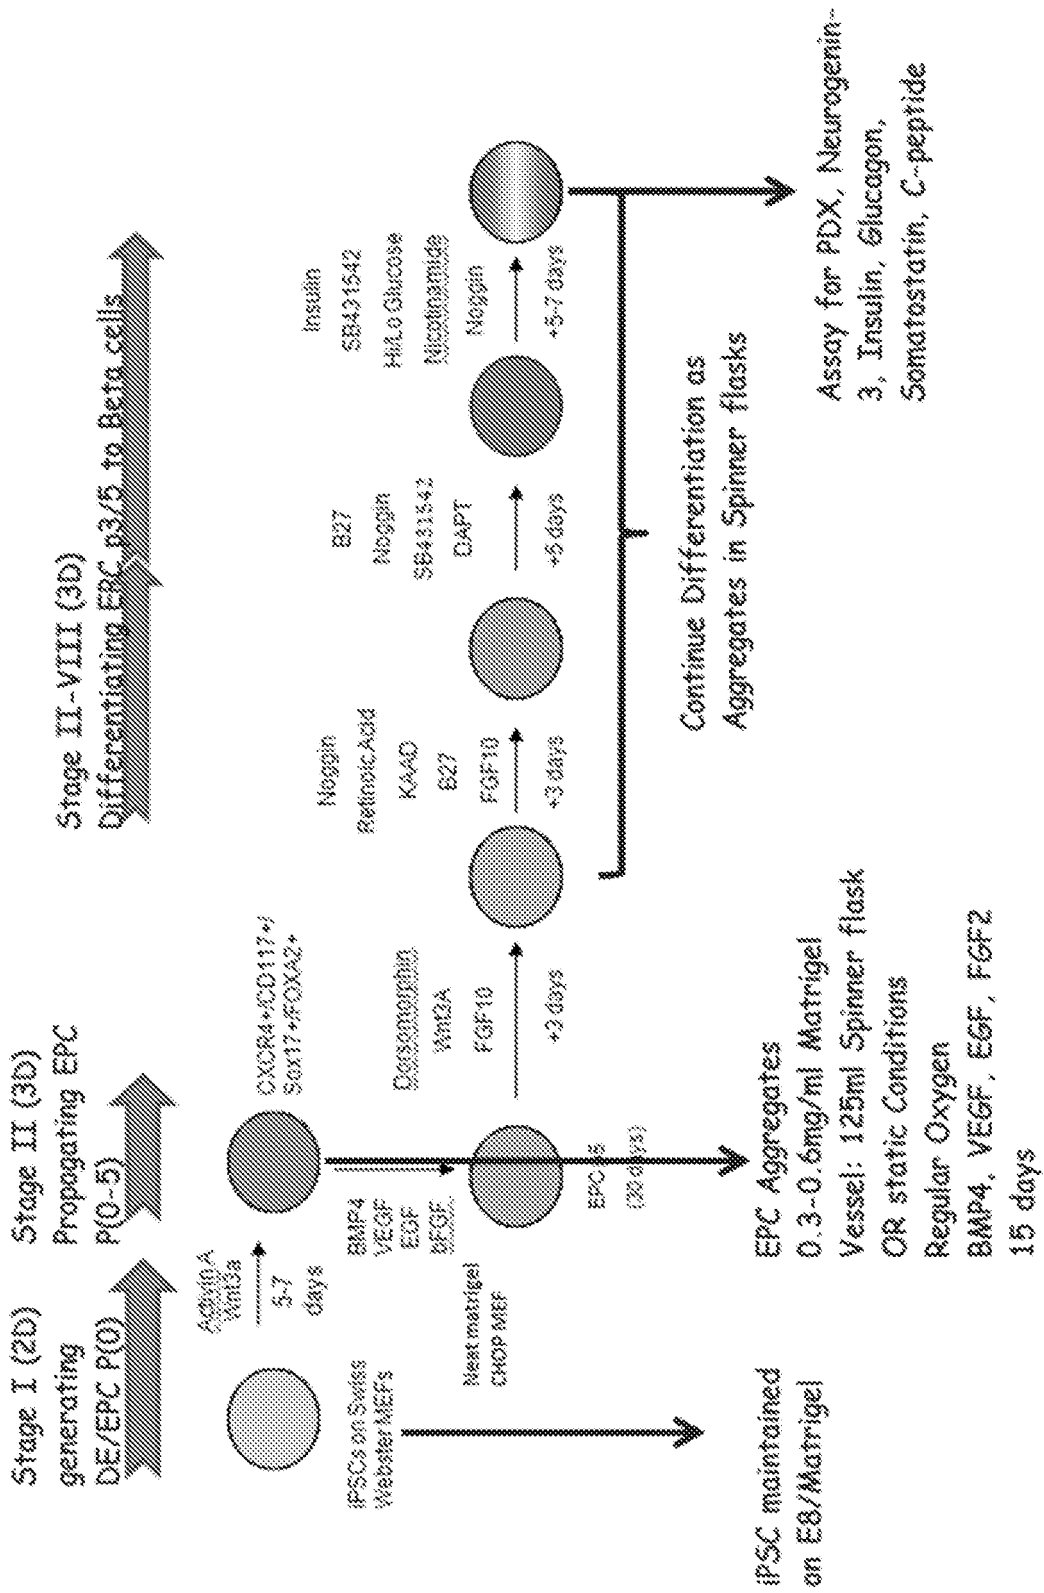 Stage I (2D)
generating
DE/EPC P(0)
Stage II (3D)
Propagating EPC
P(0-5)
Stage II-VIII (3D)
Differentiating EPC p3/5 to Beta cells
Activin A
Wnt3a
5-7
days
CXCR4+/CD117+/
Sox17+/FOXA2+
iPSCs on Swiss
Webster MEFs
BMP4
VEGF
EGF
bFGF
Neat matrigel
CHOP MEF
EPC
(30 days)
Dorsomorphin
Wnt3A
FGF10
Noggin
Retinoic Acid
KAAD
B27
FGF10
+3 days
B27
Noggin
SB431542
DAPT
+5 days
Insulin
SB431542
Hi/Lo Glucose
Nicotinamide
Noggin
+5-7 days
Continue Differentiation as
Aggregates in Spinner flasks
iPSC maintained
on E8/Matrigel
EPC Aggregates
0.3-0.6mg/ml Matrigel
Vessel: 125ml Spinner flask
OR static Conditions
Regular Oxygen
BMP4, VEGF, EGF, FGF2
15 days
Assay for PDX, Neurogenin-
3, Insulin, Glucagon,
Somatostatin, C-peptide